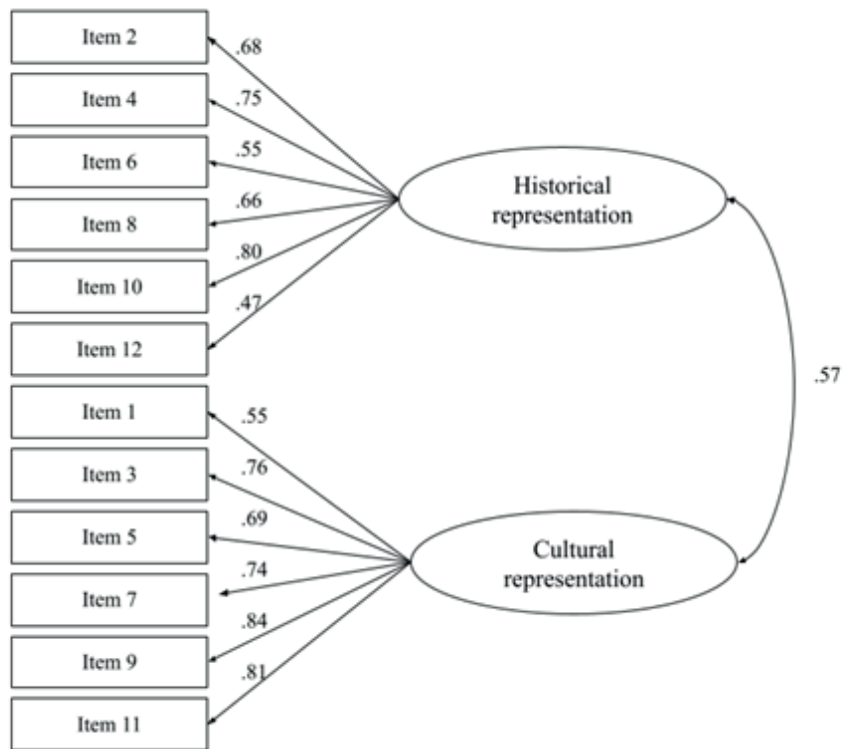 Item 2
.68
Item 4
.75
Item 6
.55
Item 8
.66
Item 10
.80
Item 12
.47
Historical
representation
.57
Item 1
.55
Item 3
.76
Item 5
.69
Item 7
.74
Item 9
.84
Item 11
.81
Cultural
representation